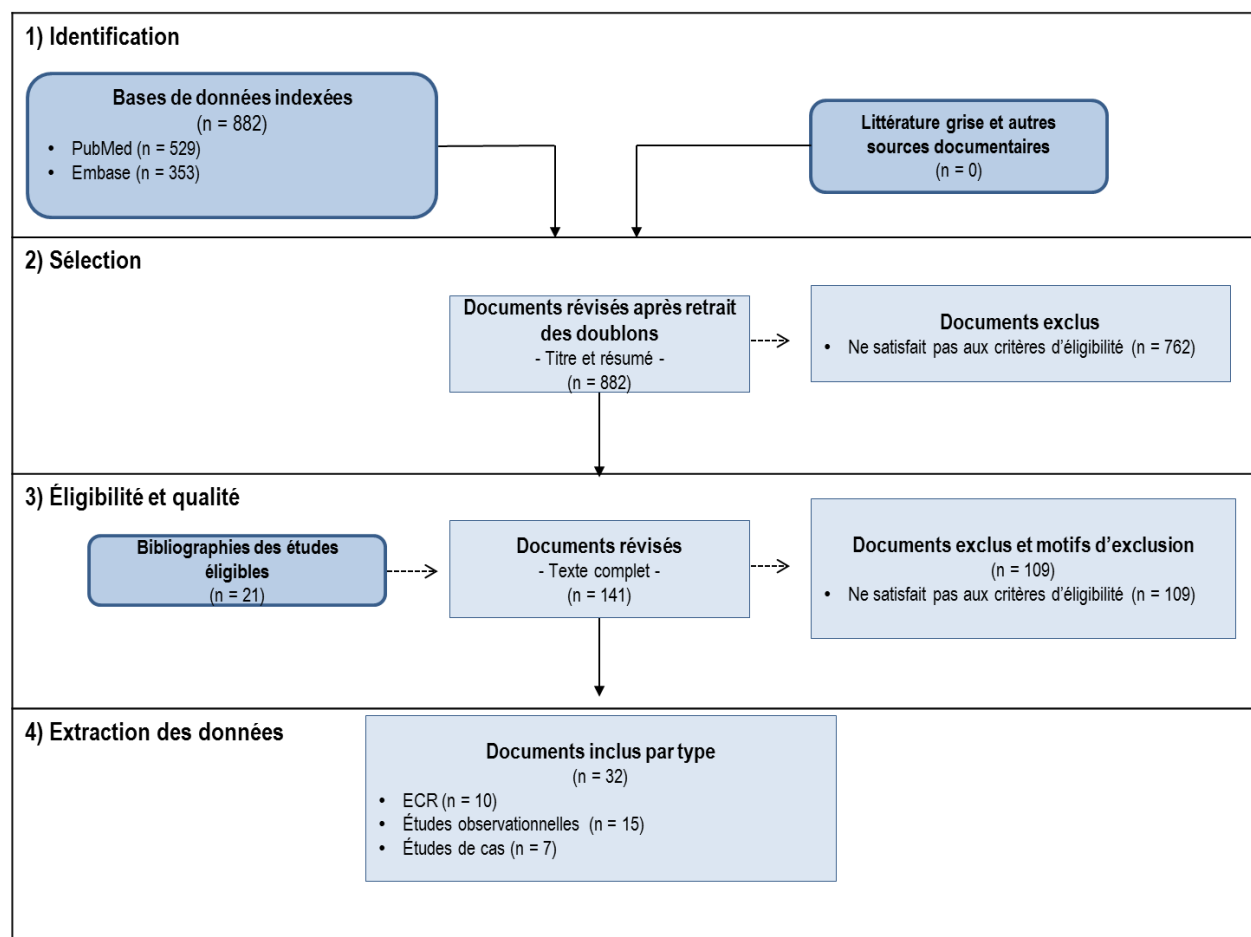 1) Identification
Bases de données indexées
(n = 882)
• PubMed (n = 529)
• Embase (n = 353)
Littérature grise et autres
sources documentaires
(n = 0)
2) Sélection
Documents révisés après retrait
des doublons
- Titre et résumé -
(n = 882)
Documents exclus
• Ne satisfait pas aux critères d’éligibilité (n = 762)
3) Éligibilité et qualité
Bibliographies des études
éligibles
(n = 21)
Documents révisés
- Texte complet -
(n = 141)
Documents exclus et motifs d’exclusion
(n = 109)
• Ne satisfait pas aux critères d’éligibilité (n = 109)
4) Extraction des données
Documents inclus par type
(n = 32)
• ECR (n = 10)
• Études observationnelles (n = 15)
• Études de cas (n = 7)